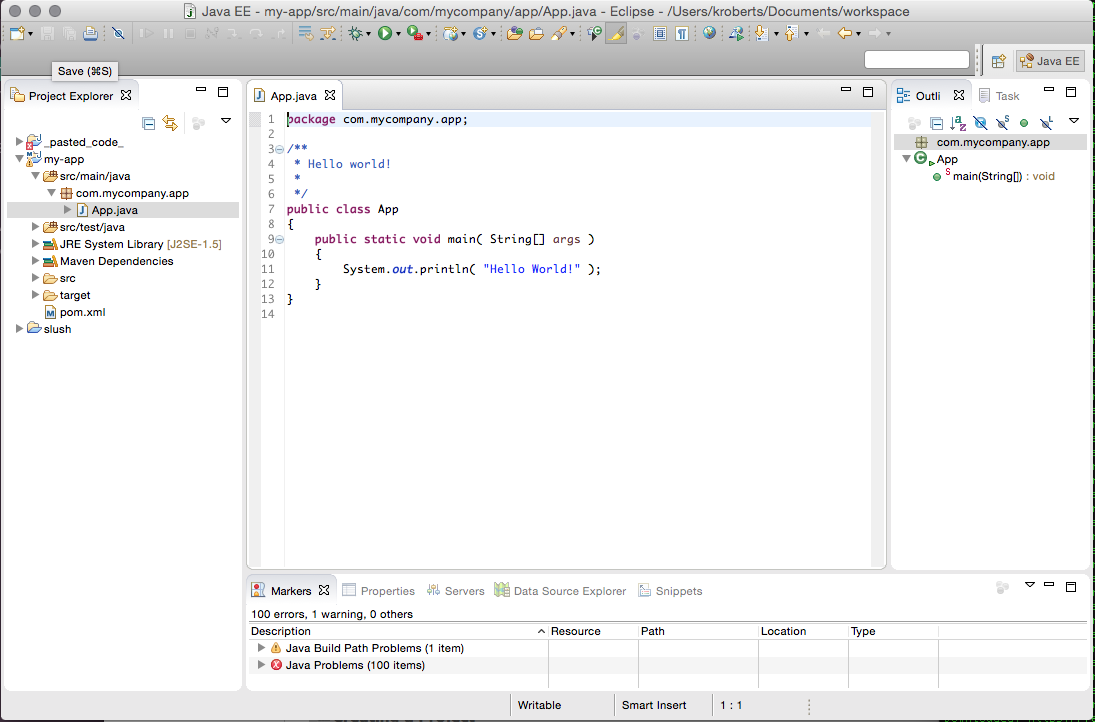 Java EE - my-app/src/main/java/com/mycompany/app/App.java - Eclipse - /Users/kroberts/Documents/workspace
Java EE
Save (⌘S)
Project Explorer
_pasted_code_
my-app
src/main/java
com.mycompany.app
App.java
src/test/java
JRE System Library [J2SE-1.5]
Maven Dependencies
src
target
pom.xml
slush
App.java
1 package com.mycompany.app;
2
3 /**
4  * Hello world!
5  *
6  */
7 public class App
8 {
9     public static void main( String[] args )
10     {
11         System.out.println( "Hello World!" );
12     }
13 }
14
Outli
Task
com.mycompany.app
App
main(String[]) : void
Markers Properties Servers Data Source Explorer Snippets
100 errors, 1 warning, 0 others
Description Resource Path Location Type
Java Build Path Problems (1 item)
Java Problems (100 items)
Writable Smart Insert 1 : 1